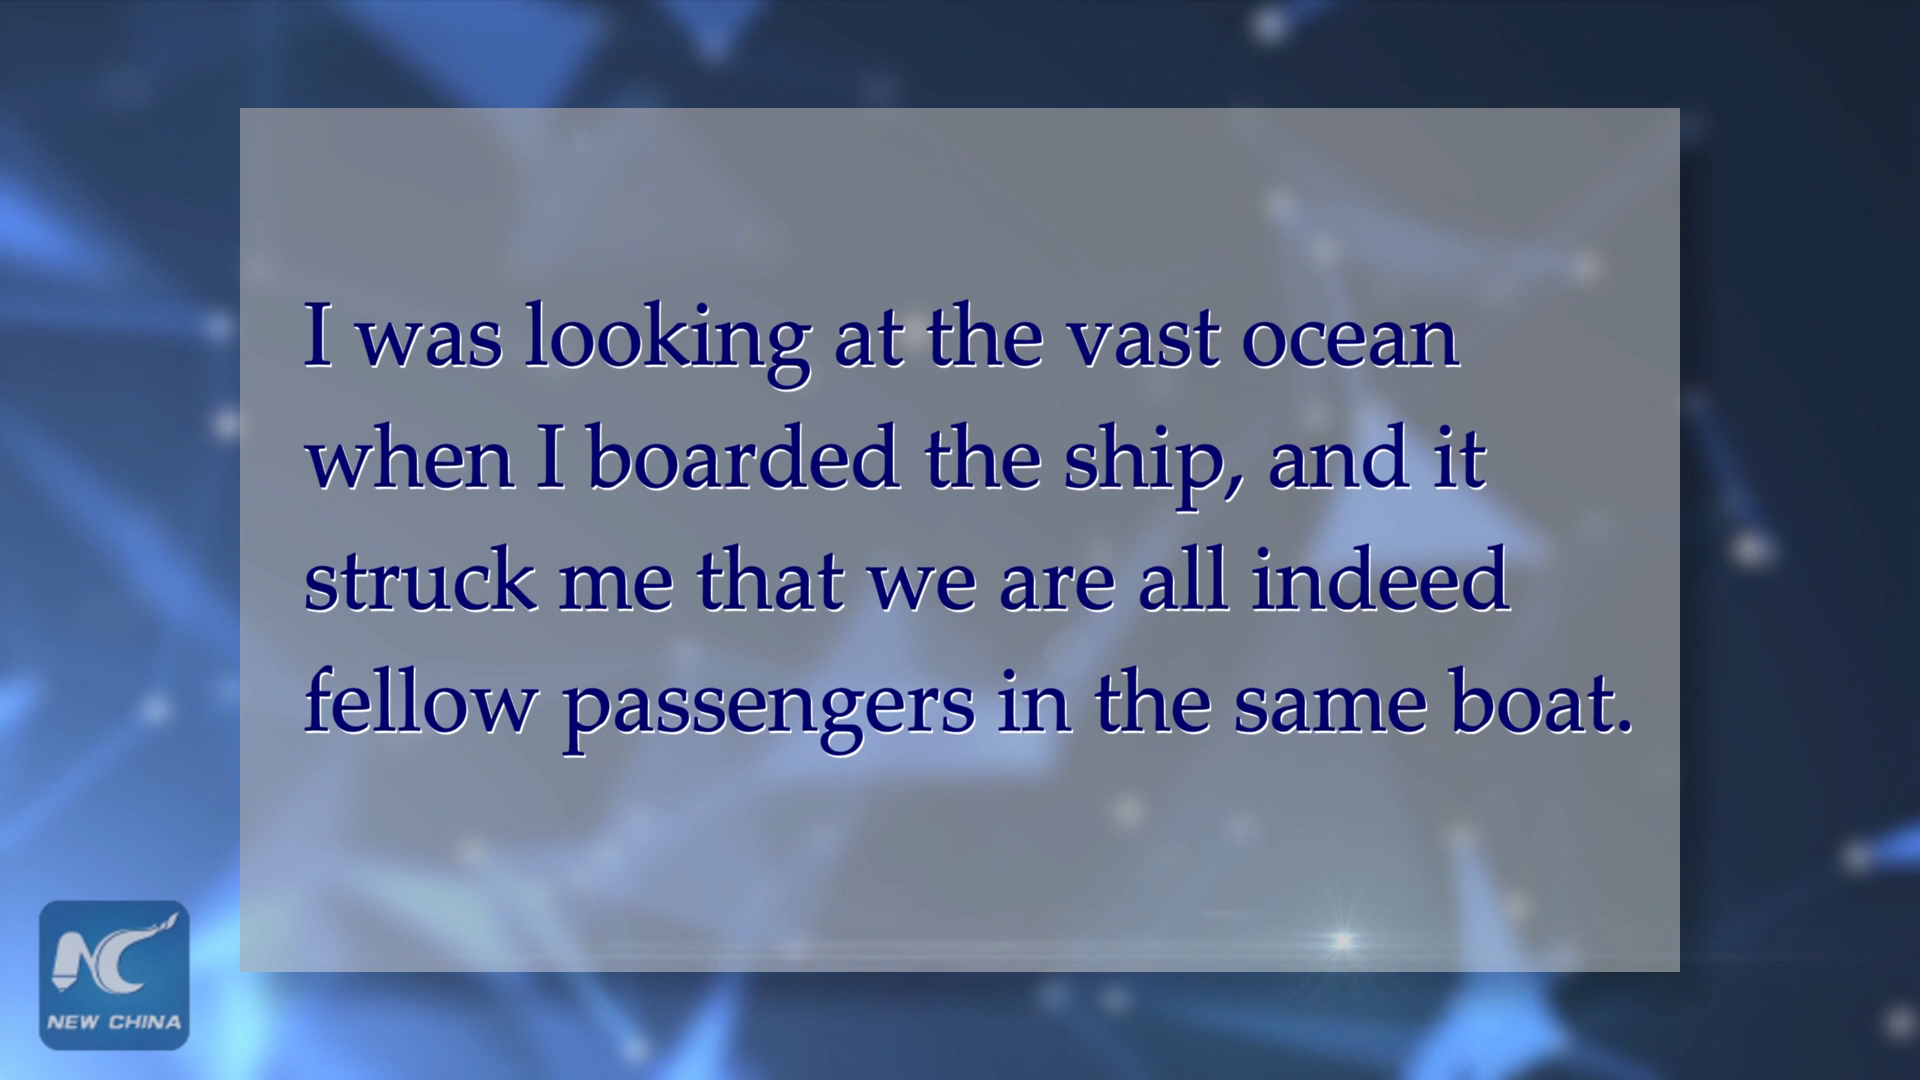 I was looking at the vast ocean
when I boarded the ship, and it
struck me that we are all indeed
fellow passengers in the same boat.
NC
NEW CHINA